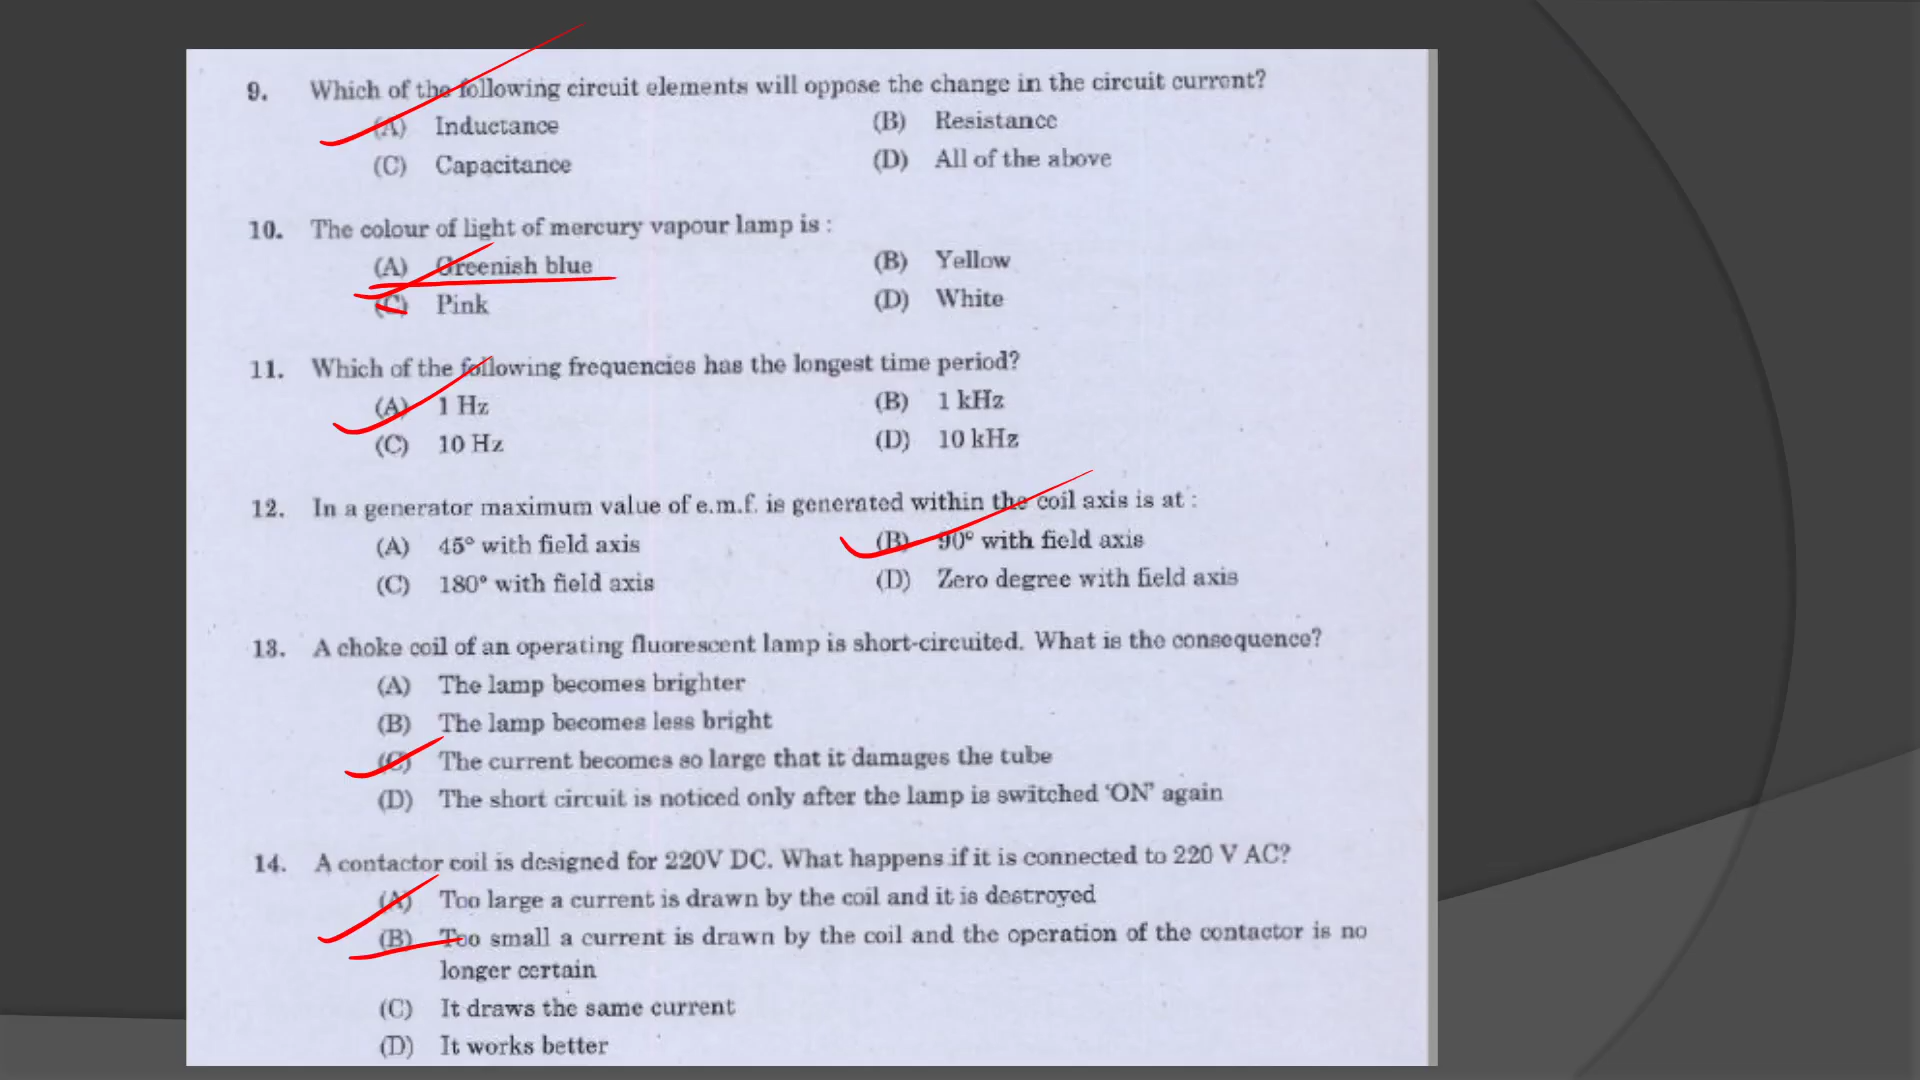 9. Which of the following circuit elements will oppose the change in the circuit current?
(A) Inductance (B) Resistance
(C) Capacitance (D) All of the above
10. The colour of light of mercury vapour lamp is :
(A) Greenish blue (B) Yellow
(C) Pink (D) White
11. Which of the following frequencies has the longest time period?
(A) 1 Hz (B) 1 kHz
(C) 10 Hz (D) 10 kHz
12. In a generator maximum value of e.m.f. is generated within the coil axis is at :
(A) 45° with field axis (B) 90° with field axis
(C) 180° with field axis (D) Zero degree with field axis
13. A choke coil of an operating fluorescent lamp is short-circuited. What is the consequence?
(A) The lamp becomes brighter
(B) The lamp becomes less bright
(C) The current becomes so large that it damages the tube
(D) The short circuit is noticed only after the lamp is switched 'ON" again
14. A contactor coil is designed for 220V DC. What happens if it is connected to 220 V AC?
(A) Too large a current is drawn by the coil and it is destroyed
(B) Too small a current is drawn by the coil and the operation of the contactor is no
longer certain
(C) It draws the same current
(D) It works better